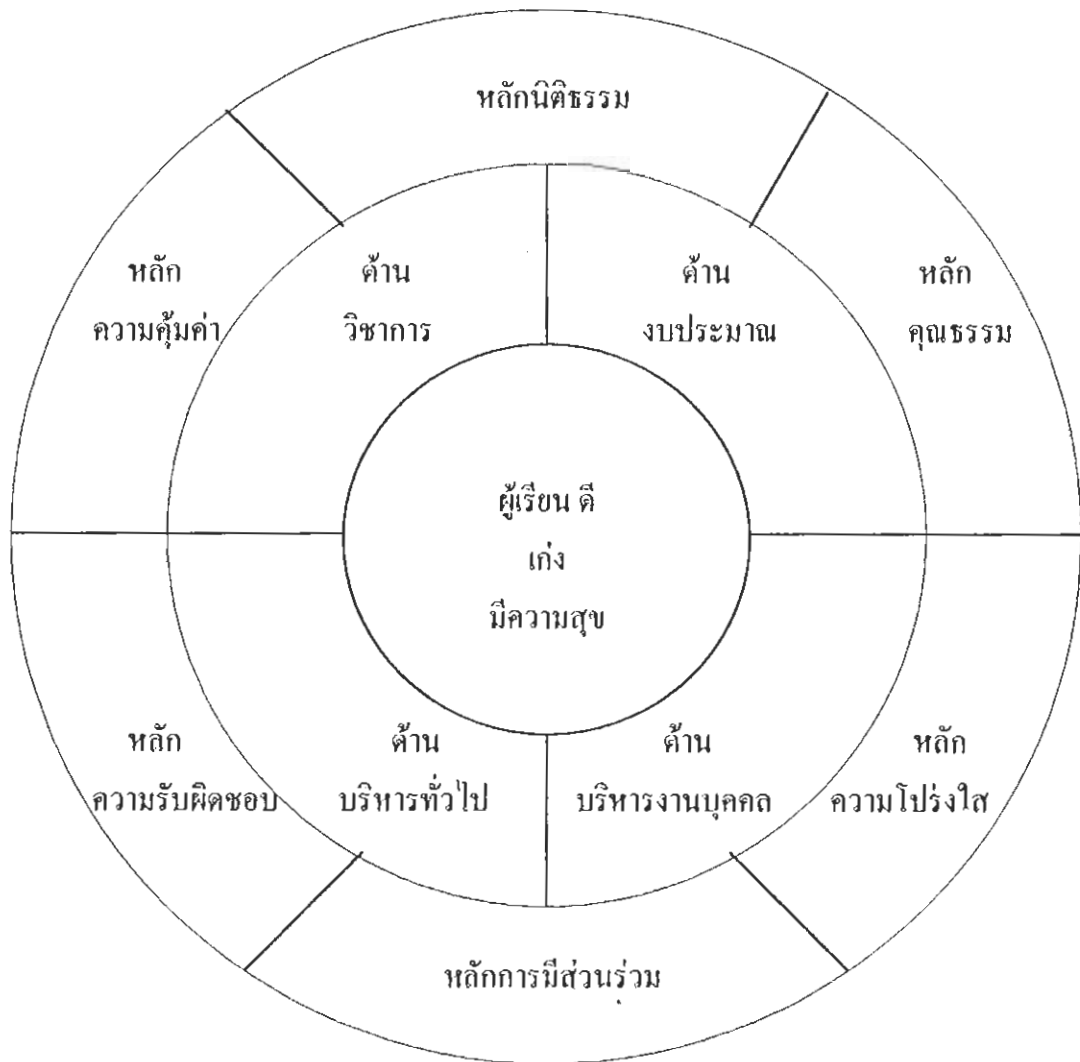 หลักนิติธรรม
หลัก
ความคุ้มค่า
ด้าน
วิชาการ
ด้าน
งบประมาณ
หลัก
คุณธรรม
ผู้เรียน ดี
เก่ง
มีความสุข
หลัก
ความรับผิดชอบ
ด้าน
บริหารทั่วไป
ด้าน
บริหารงานบุคคล
หลัก
ความโปร่งใส
หลักการมีส่วนร่วม